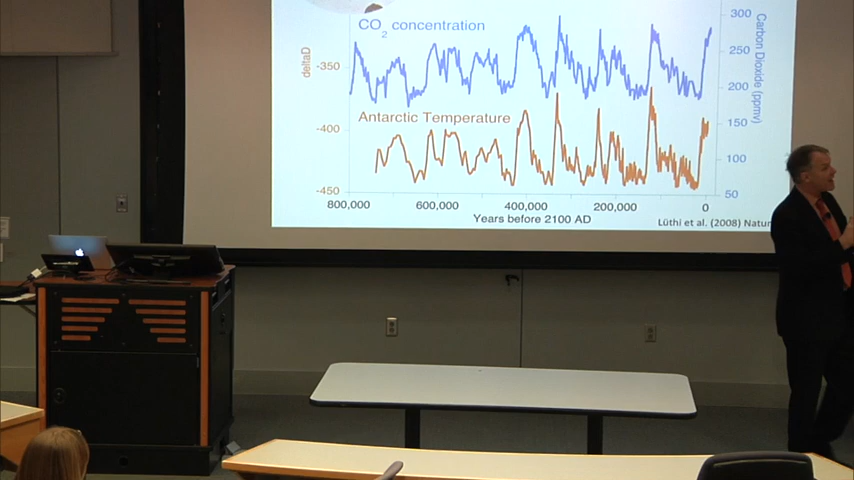 CO2 concentration
300
250
200
150
100
50
Carbon Dioxide (ppmv)
deltaD
-350
-400
-450
Antarctic Temperature
800,000
600,000
400,000
200,000
0
Years before 2100 AD
Lüthi et al. (2008) Natur